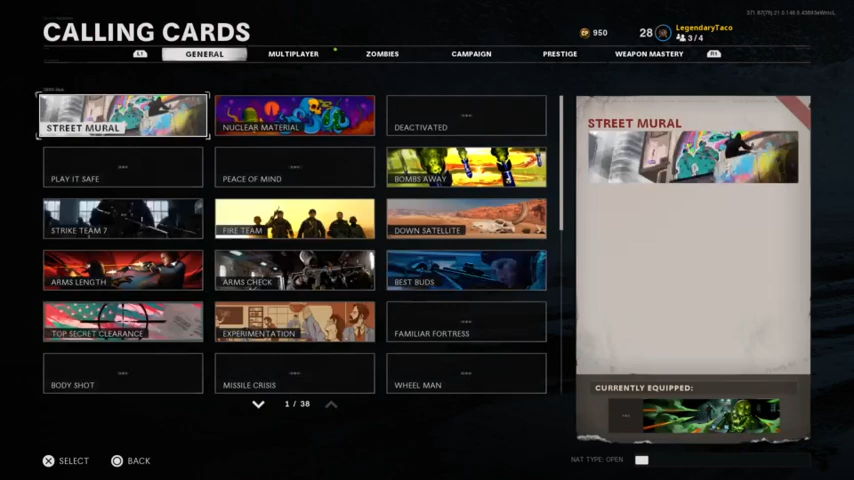 CALLING CARDS
950
28
LegendaryTaco
3 / 4
L1
GENERAL
MULTIPLAYER
ZOMBIES
CAMPAIGN
PRESTIGE
WEAPON MASTERY
R1
STREET MURAL
NUCLEAR MATERIAL
DEACTIVATED
PLAY IT SAFE
PEACE OF MIND
BOMBS AWAY
STRIKE TEAM 7
FIRE TEAM
DOWN SATELLITE
ARMS LENGTH
ARMS CHECK
BEST BUDS
TOP SECRET CLEARANCE
EXPERIMENTATION
FAMILIAR FORTRESS
BODY SHOT
MISSILE CRISIS
WHEEL MAN
1 / 38
STREET MURAL
CURRENTLY EQUIPPED:
SELECT
BACK
NAT TYPE: OPEN